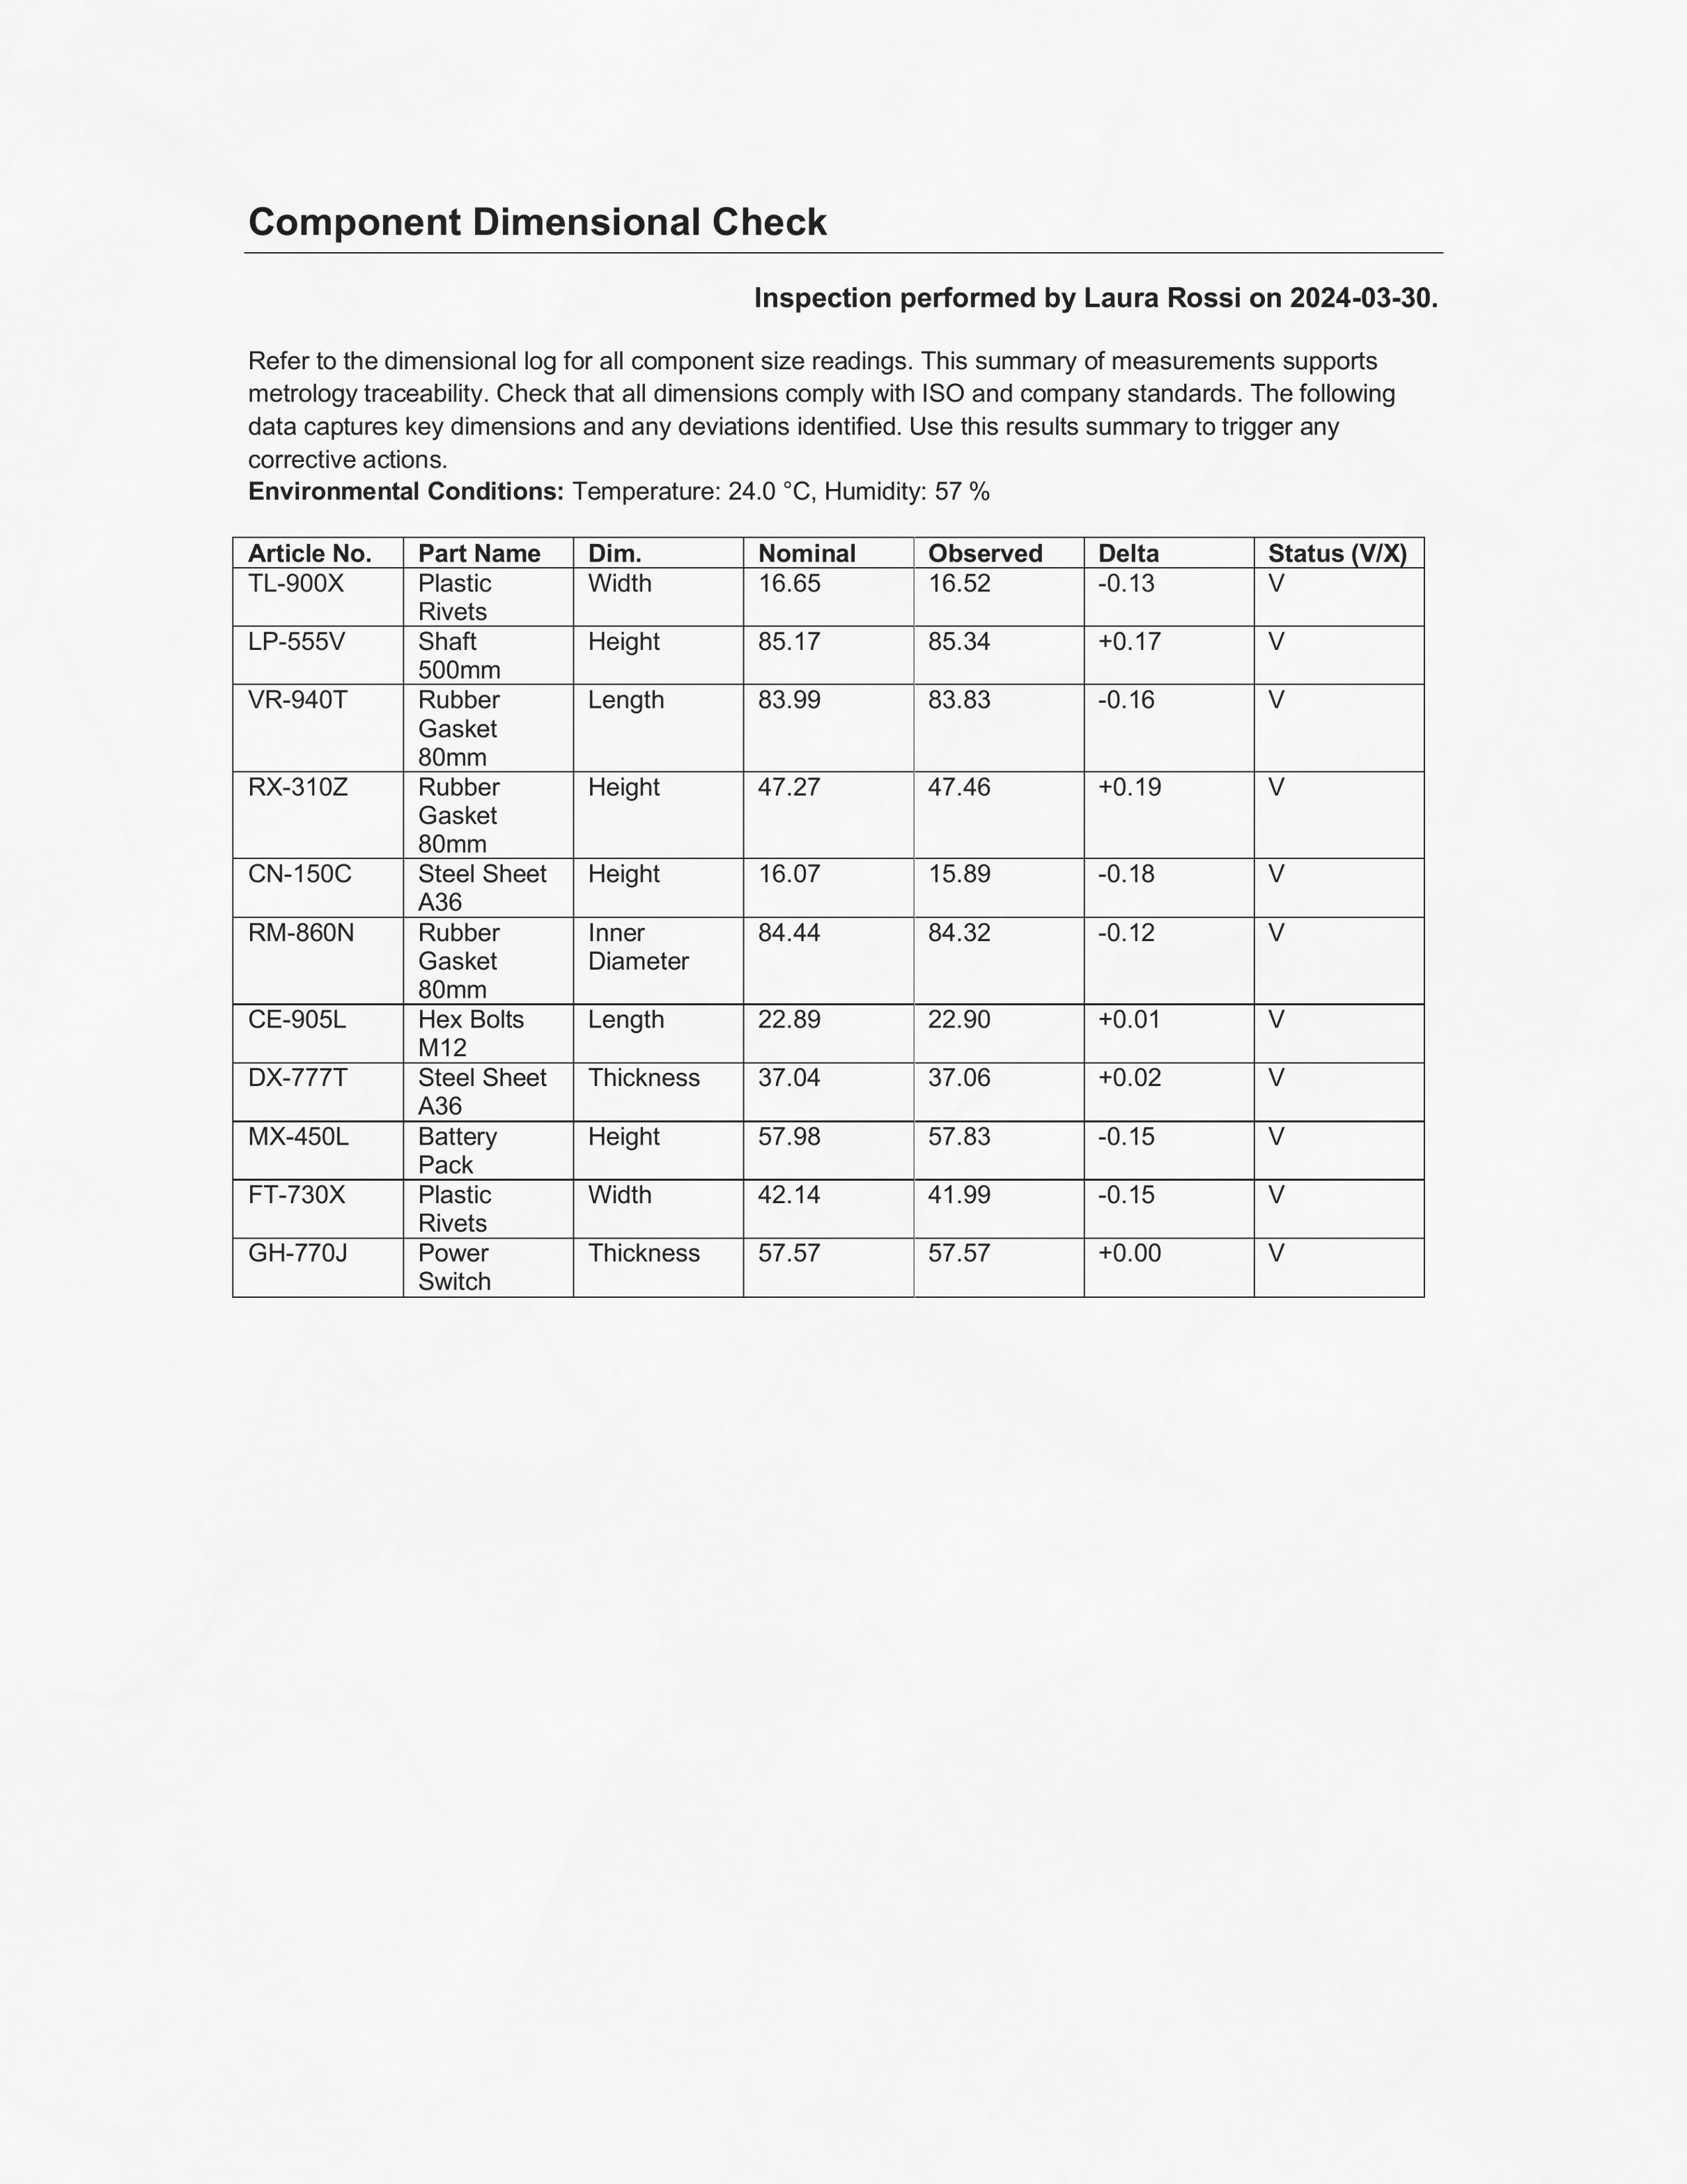 Component Dimensional Check
Inspection performed by Laura Rossi on 2024-03-30.
Refer to the dimensional log for all component size readings. This summary of measurements supports
metrology traceability. Check that all dimensions comply with ISO and company standards. The following
data captures key dimensions and any deviations identified. Use this results summary to trigger any
corrective actions.
Environmental Conditions: Temperature: 24.0 °C, Humidity: 57 %
Article No. Part Name Dim. Nominal Observed Delta Status (V/X)
TL-900X Plastic Width 16.65 16.52 -0.13 V
Rivets
LP-555V Shaft Height 85.17 85.34 +0.17 V
500mm
VR-940T Rubber Length 83.99 83.83 -0.16 V
Gasket
80mm
RX-310Z Rubber Height 47.27 47.46 +0.19 V
Gasket
80mm
CN-150C Steel Sheet Height 16.07 15.89 -0.18 V
A36
RM-860N Rubber Inner 84.44 84.32 -0.12 V
Gasket Diameter
80mm
CE-905L Hex Bolts Length 22.89 22.90 +0.01 V
M12
DX-777T Steel Sheet Thickness 37.04 37.06 +0.02 V
A36
MX-450L Battery Height 57.98 57.83 -0.15 V
Pack
FT-730X Plastic Width 42.14 41.99 -0.15 V
Rivets
GH-770J Power Thickness 57.57 57.57 +0.00 V
Switch